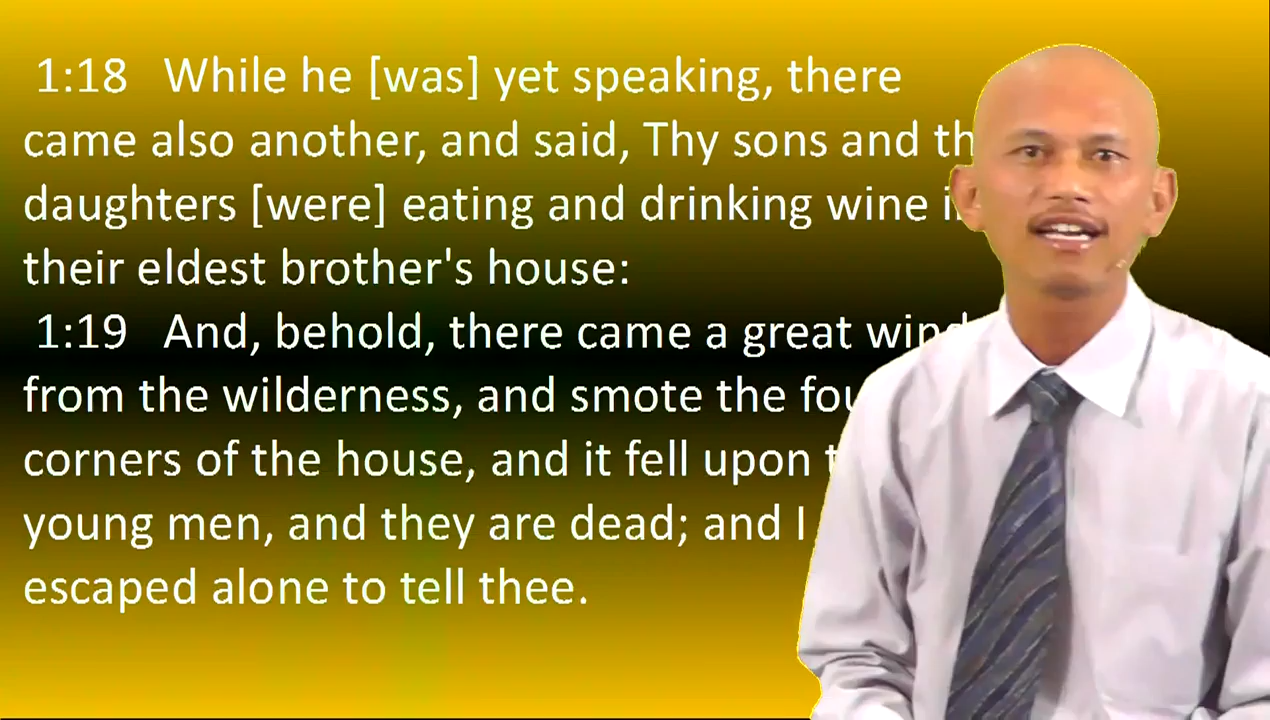 1:18 While he [was] yet speaking, there
came also another, and said, Thy sons and
daughters [were] eating and drinking wine
their eldest brother's house:
1:19 And, behold, there came a great wind
from the wilderness, and smote the
corners of the house, and it fell upon
young men, and they are dead; and I
escaped alone to tell thee.